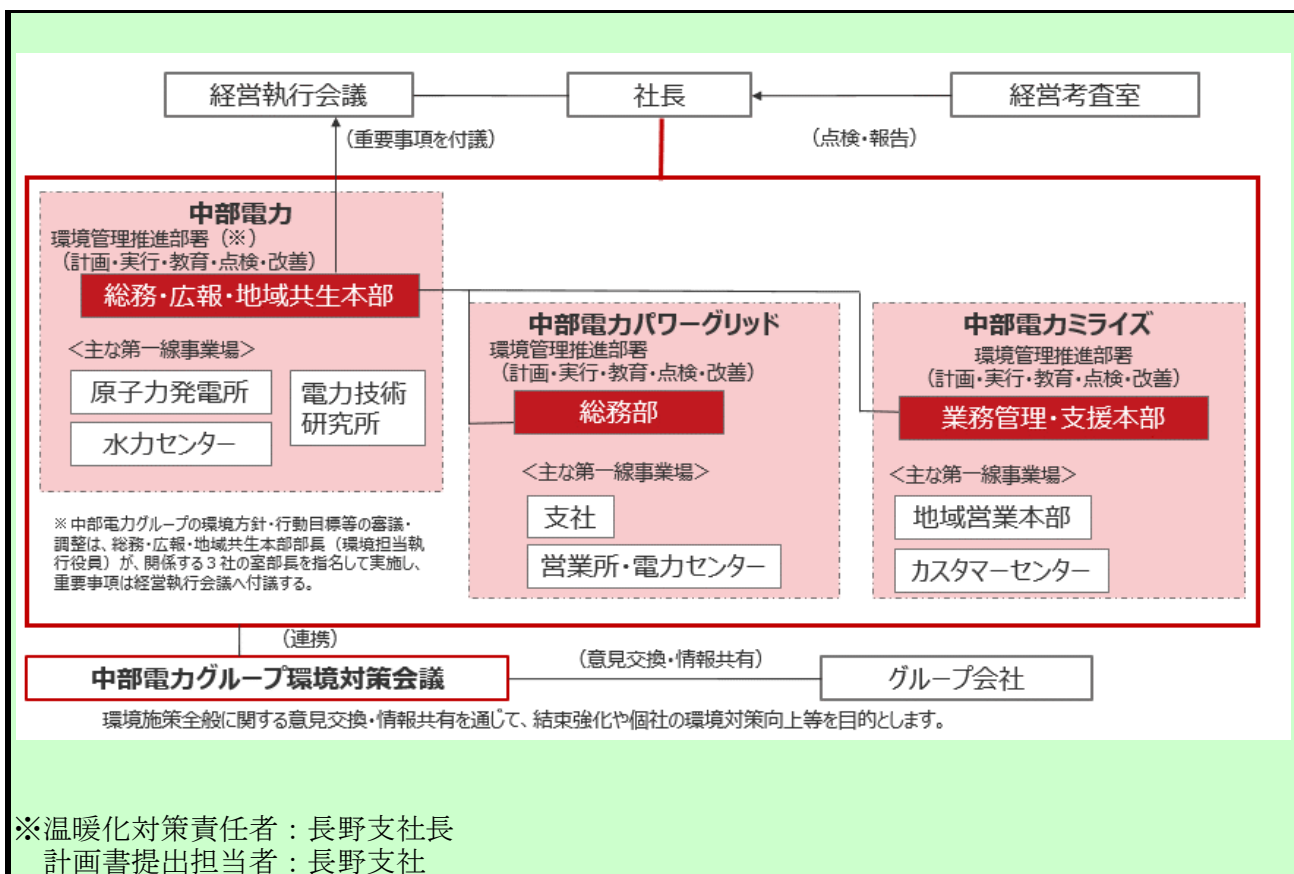 経営執行会議
社長
経営考査室
（重要事項を付議）
（点検・報告）
中部電力
環境管理推進部署（※）
（計画・実行・教育・点検・改善）
総務・広報・地域共生本部
＜主な第一線事業場＞
原子力発電所
水力センター
電力技術
研究所
※中部電力グループの環境方針・行動目標等の審議・
調整は、総務・広報・地域共生本部部長（環境担当執
行役員）が、関係する３社の室部長を指名して実施し、
重要事項は経営執行会議へ付議する。
中部電力パワーグリッド
環境管理推進部署
（計画・実行・教育・点検・改善）
総務部
＜主な第一線事業場＞
支社
営業所・電力センター
中部電力ミライズ
環境管理推進部署
（計画・実行・教育・点検・改善）
業務管理・支援本部
＜主な第一線事業場＞
地域営業本部
カスタマーセンター
（連携）
中部電力グループ環境対策会議
（意見交換・情報共有）
グループ会社
環境施策全般に関する意見交換・情報共有を通じて、結束強化や個社の環境対策向上等を目的とします。
※温暖化対策責任者：長野支社長
計画書提出担当者：長野支社